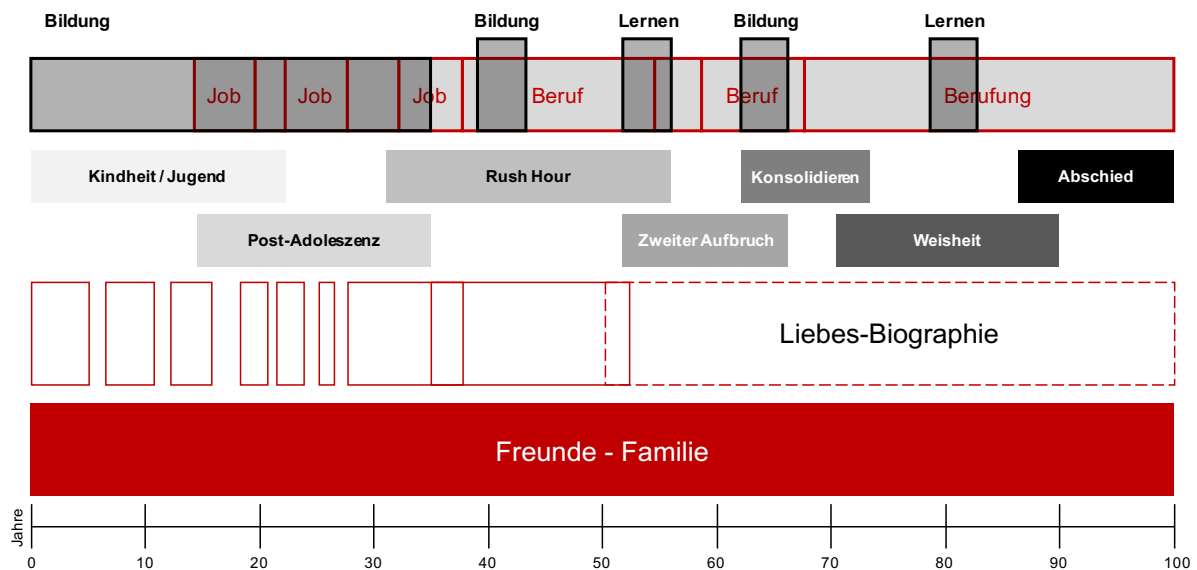 Bildung
Bildung
Lernen
Bildung
Lernen
Job
Job
Job
Beruf
Beruf
Berufung
Kindheit / Jugend
Rush Hour
Konsolidieren
Abschied
Post-Adoleszenz
Zweiter Aufbruch
Weisheit
Liebes-Biographie
Freunde - Familie
Jahre
0 10 20 30 40 50 60 70 80 90 100